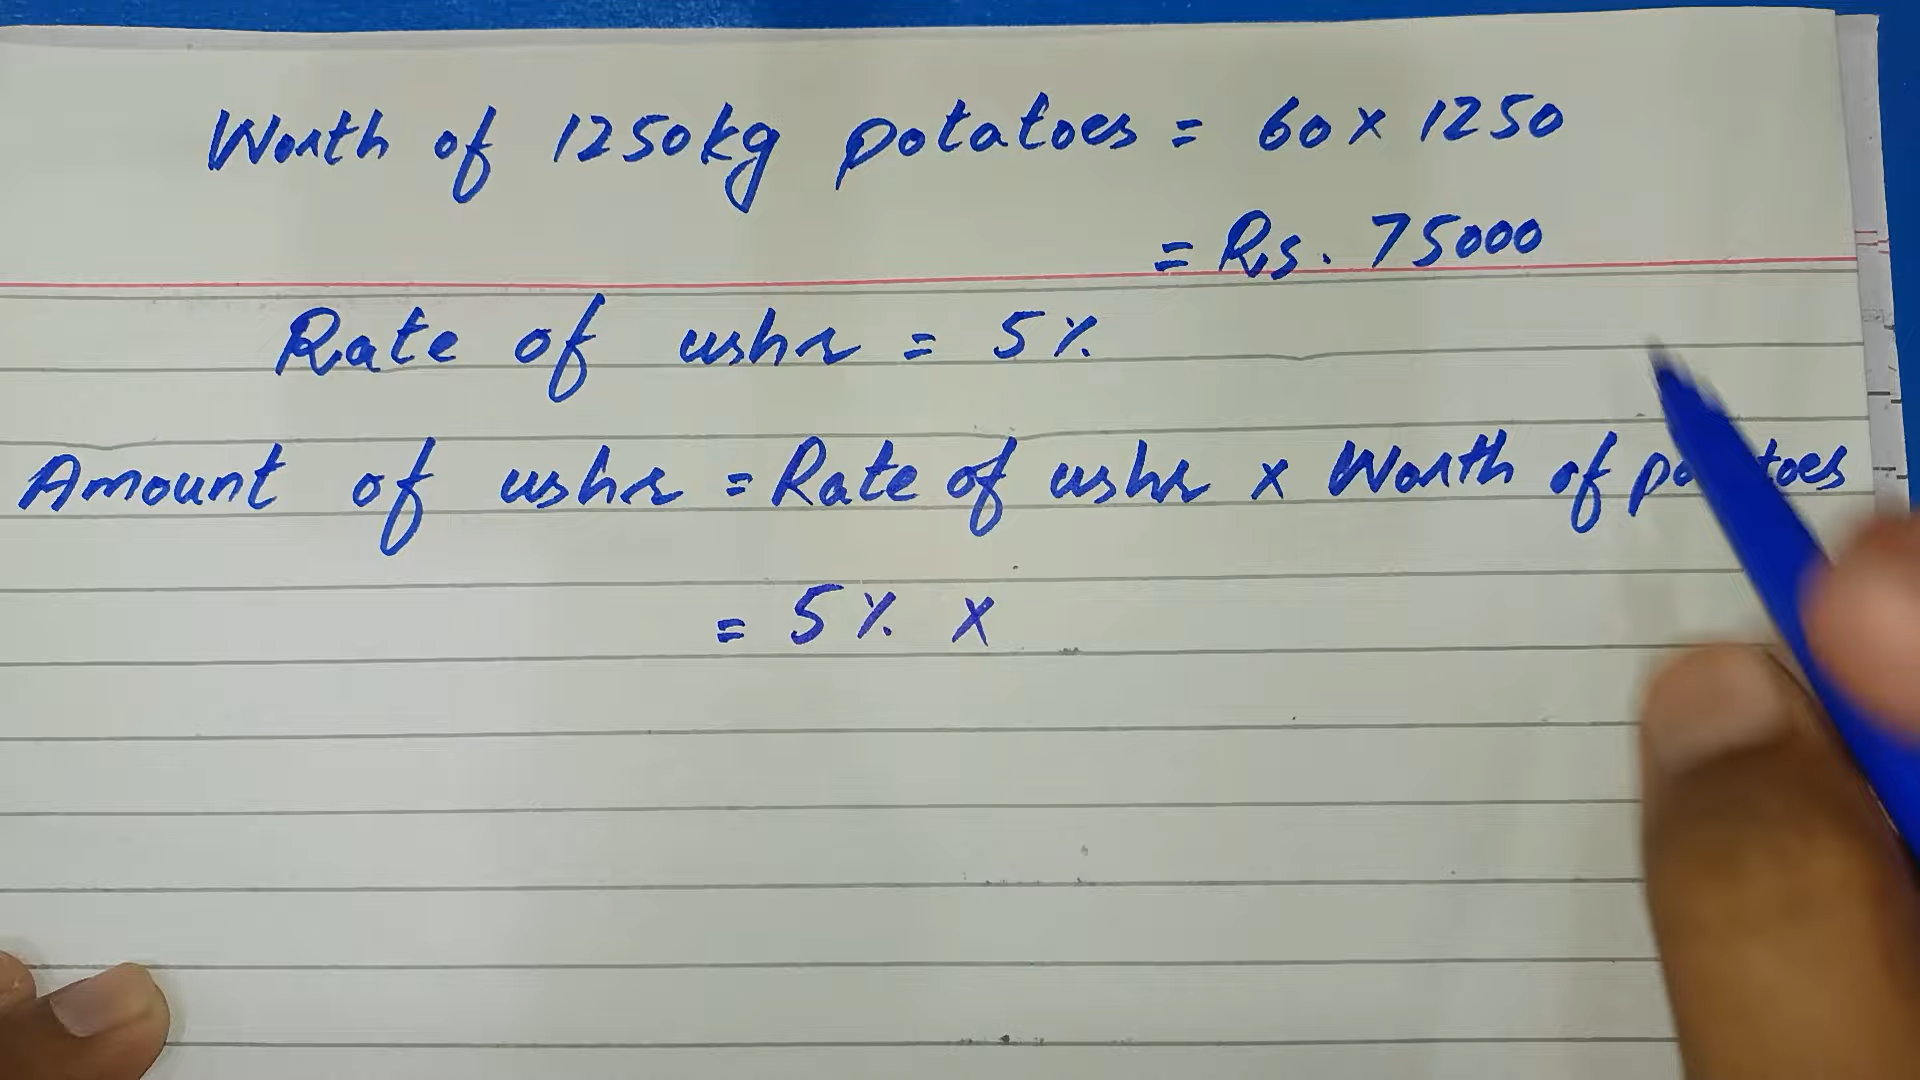 Worth of 1250kg potatoes = 60 x 1250
= Rs. 75000
Rate of ushr = 5%
Amount of ushr = Rate of ushr x Worth of potatoes
= 5% x